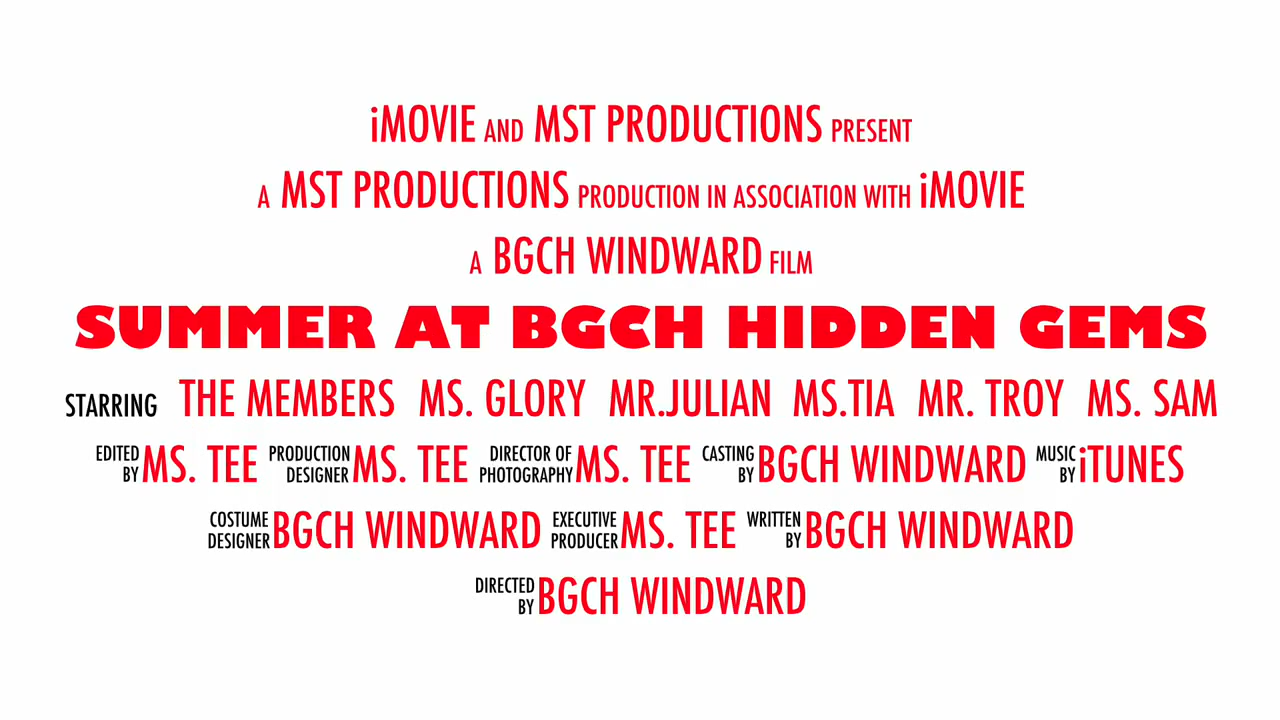 iMOVIE AND MST PRODUCTIONS PRESENT
A MST PRODUCTIONS PRODUCTION IN ASSOCIATION WITH iMOVIE
A BGCH WINDWARD FILM
SUMMER AT BGCH HIDDEN GEMS
STARRING THE MEMBERS MS. GLORY MR.JULIAN MS.TIA MR. TROY MS. SAM
EDITED BY MS. TEE PRODUCTION DESIGNER MS. TEE DIRECTOR OF PHOTOGRAPHY MS. TEE CASTING BY BGCH WINDWARD MUSIC BY iTUNES
COSTUME DESIGNER BGCH WINDWARD EXECUTIVE PRODUCER MS. TEE WRITTEN BY BGCH WINDWARD
DIRECTED BY BGCH WINDWARD